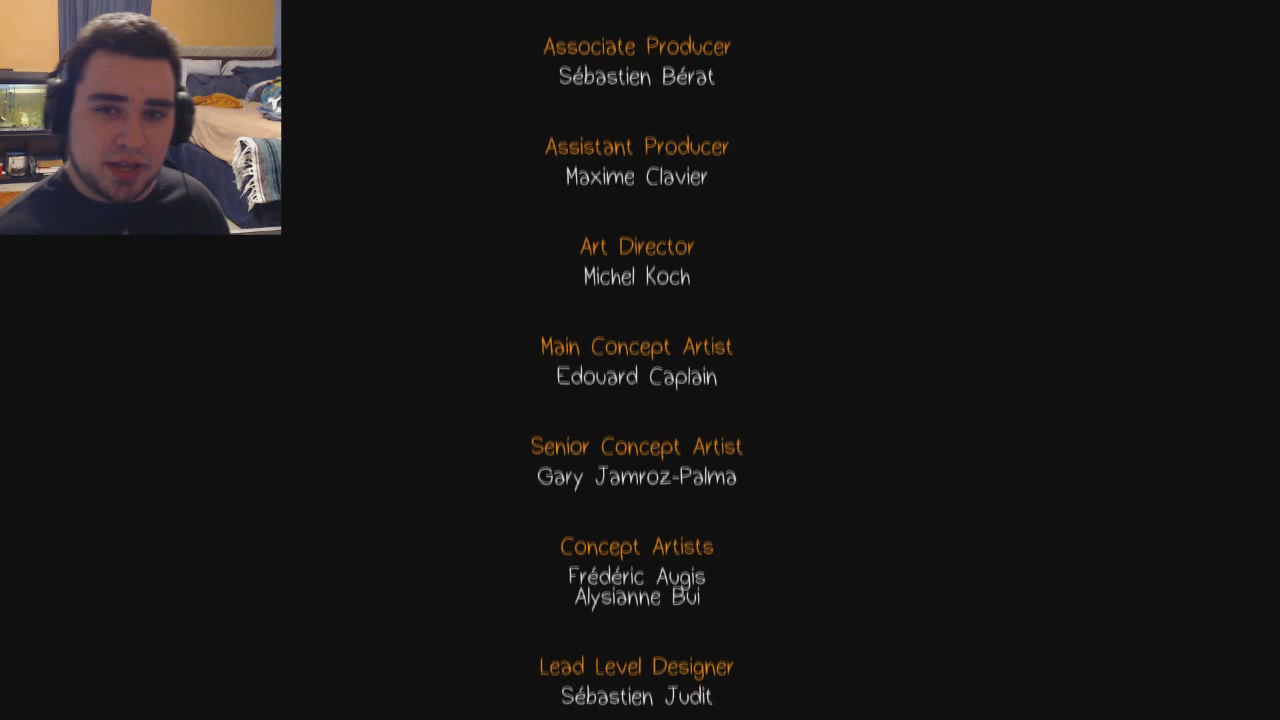 Associate Producer
Sébastien Bérat
Assistant Producer
Maxime Clavier
Art Director
Michel Koch
Main Concept Artist
Edouard Caplain
Senior Concept Artist
Gary Jamroz-Palma
Concept Artists
Frédéric Augis
Alysianne Bui
Lead Level Designer
Sébastien Judit